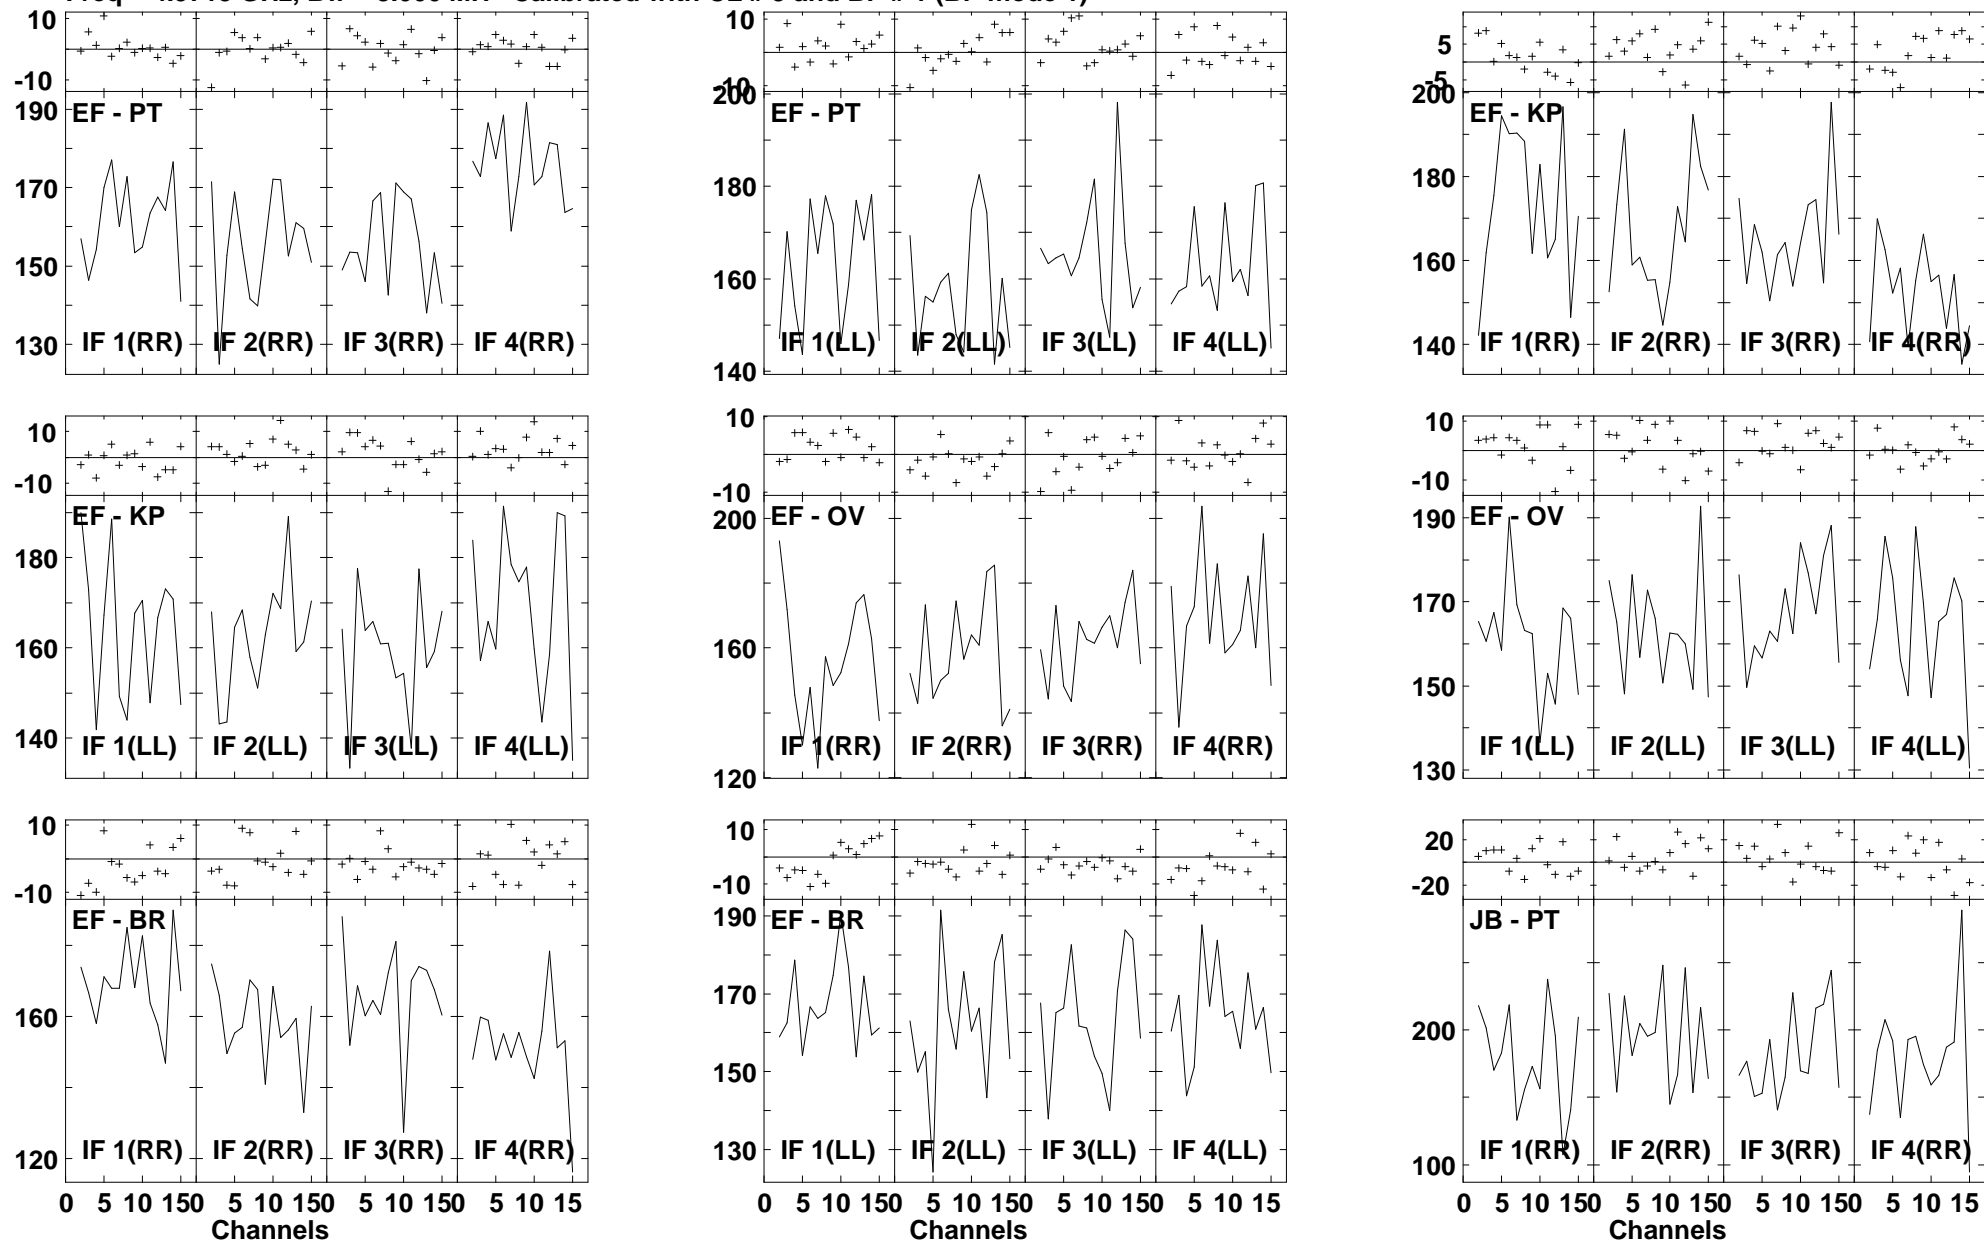 10
-10
190
170
150
130
EF - PT
IF 1(RR) IF 2(RR) IF 3(RR) IF 4(RR)
10
-10
200
180
160
140
EF - PT
IF 1(LL) IF 2(LL) IF 3(LL) IF 4(LL)
5
-5
200
180
160
140
EF - KP
IF 1(RR) IF 2(RR) IF 3(RR) IF 4(RR)
10
-10
180
160
140
EF - KP
IF 1(LL) IF 2(LL) IF 3(LL) IF 4(LL)
10
-10
200
160
120
EF - OV
IF 1(RR) IF 2(RR) IF 3(RR) IF 4(RR)
10
-10
190
170
150
130
EF - OV
IF 1(LL) IF 2(LL) IF 3(LL) IF 4(LL)
10
-10
160
120
EF - BR
IF 1(RR) IF 2(RR) IF 3(RR) IF 4(RR)
0 5 10 150 5 10 150 5 10 150 5 10 15
Channels
10
-10
190
170
150
130
EF - BR
IF 1(LL) IF 2(LL) IF 3(LL) IF 4(LL)
0 5 10 150 5 10 150 5 10 150 5 10 15
Channels
20
-20
200
100
JB - PT
IF 1(RR) IF 2(RR) IF 3(RR) IF 4(RR)
0 5 10 150 5 10 150 5 10 150 5 10 15
Channels